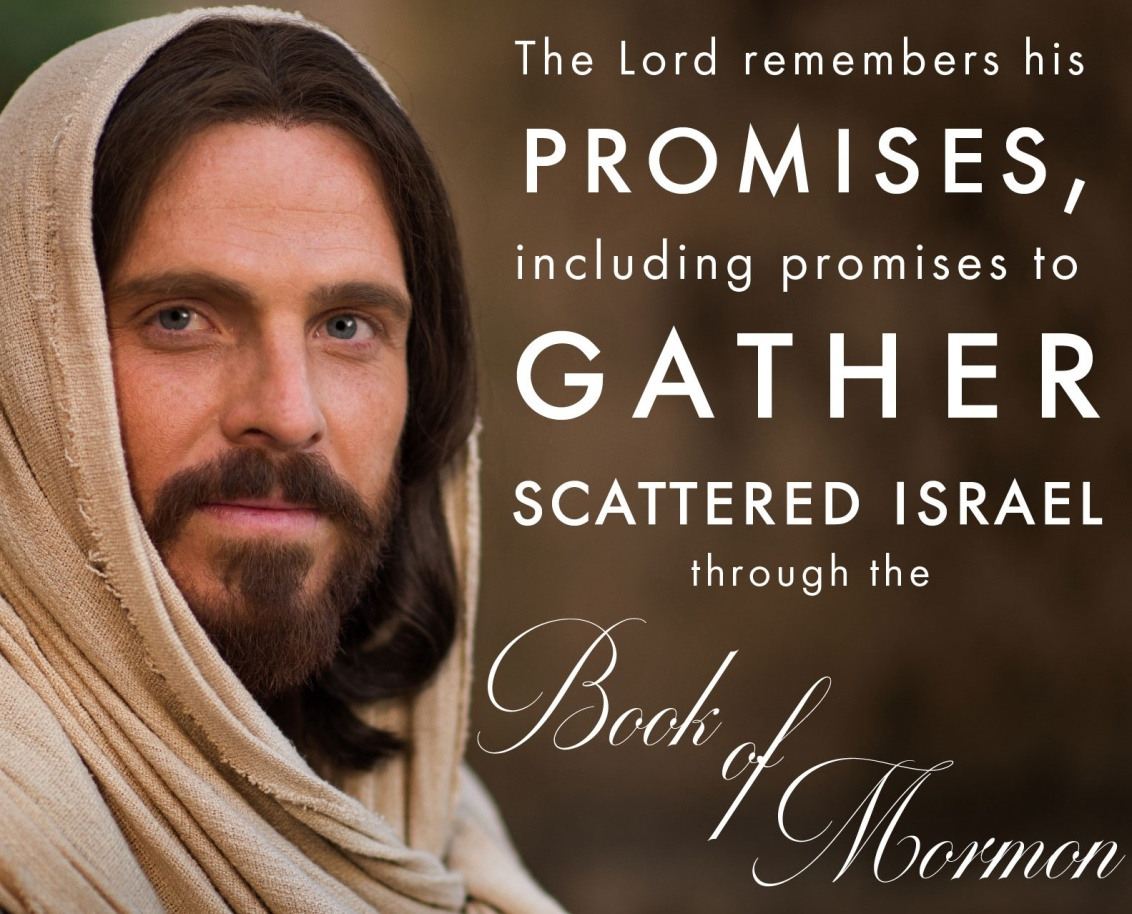 The Lord remembers his
PROMISES,
including promises to
GATHER
SCATTERED ISRAEL
through the
Book of Mormon